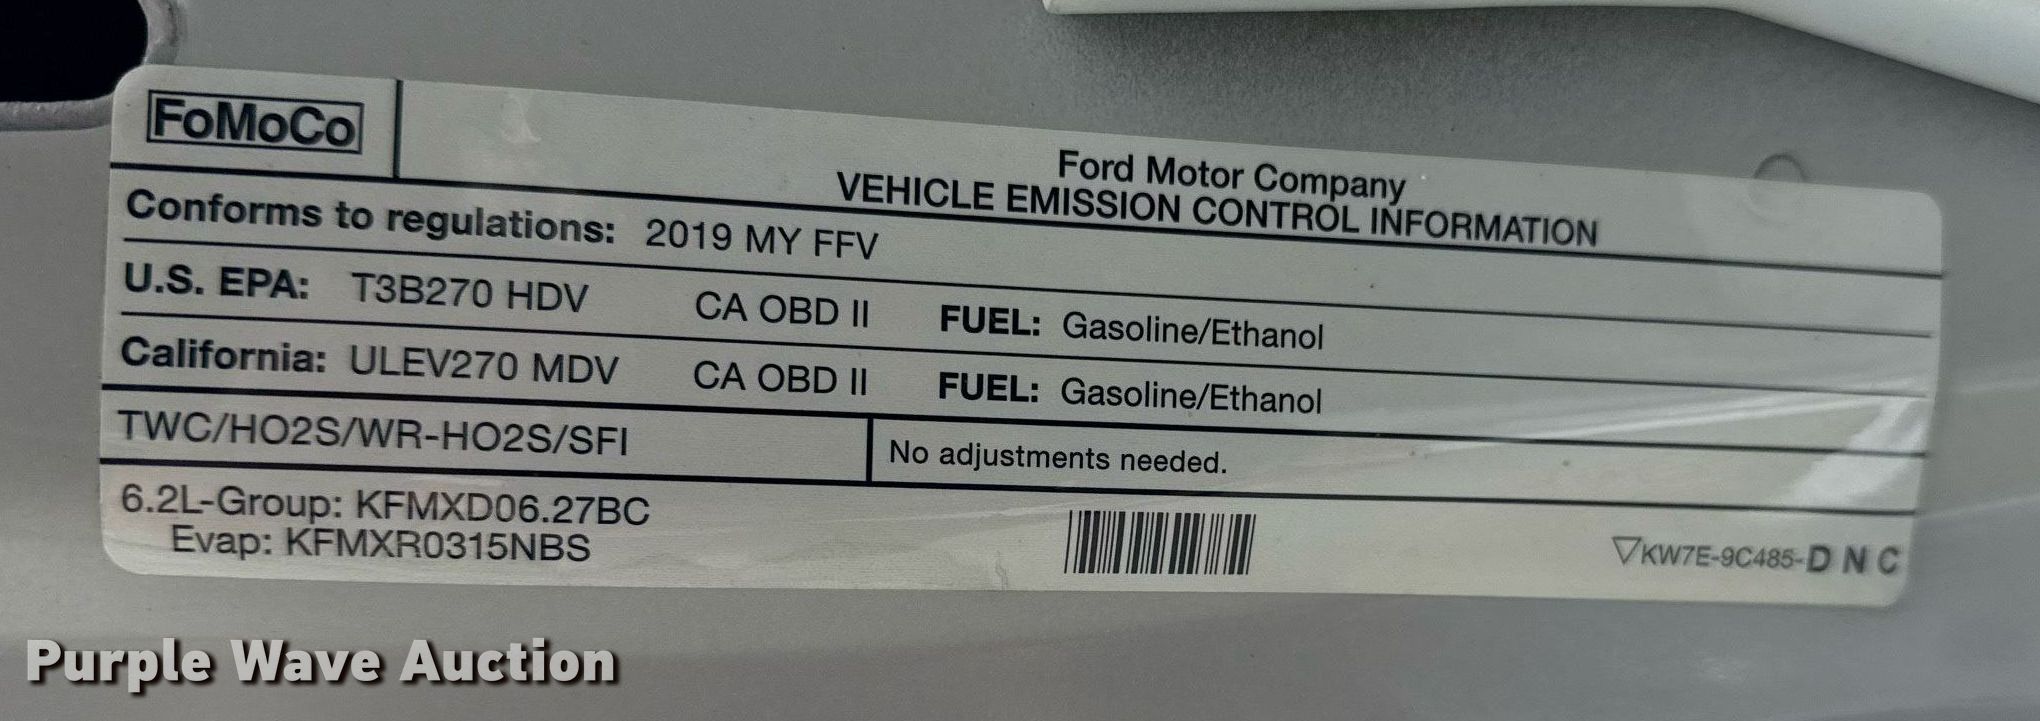 FoMoCo
Ford Motor Company
VEHICLE EMISSION CONTROL INFORMATION
Conforms to regulations: 2019 MY FFV
U.S. EPA: T3B270 HDV CA OBD II FUEL: Gasoline/Ethanol
California: ULEV270 MDV CA OBD II FUEL: Gasoline/Ethanol
TWC/HO2S/WR-HO2S/SFI No adjustments needed.
6.2L-Group: KFMXD06.27BC
Evap: KFMXR0315NBS
▽KW7E-9C485-D N C
Purple Wave Auction